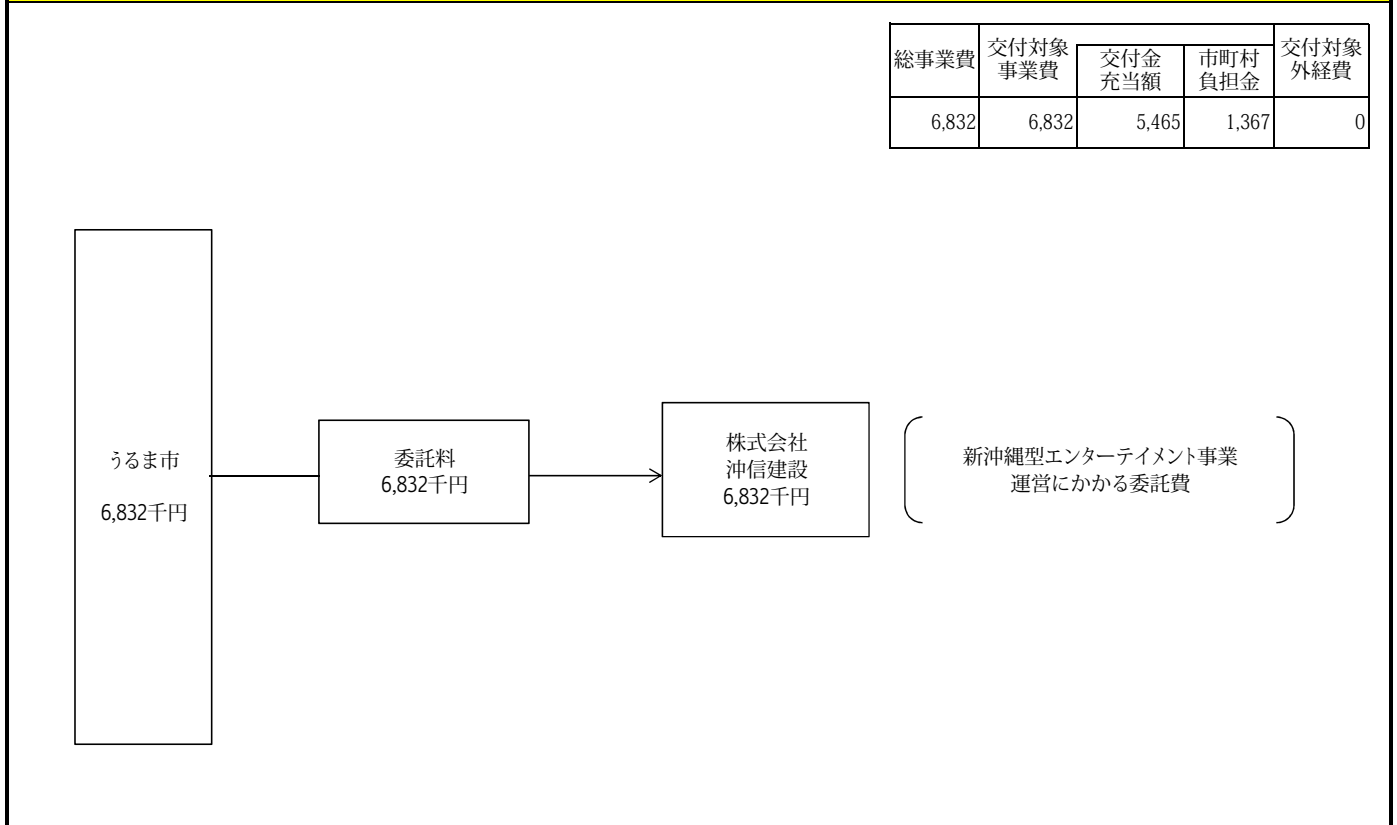 総事業費
交付対象
事業費
交付金
充当額
市町村
負担金
交付対象
外経費
6,832
6,832
5,465
1,367
0
うるま市
6,832千円
委託料
6,832千円
株式会社
沖信建設
6,832千円
新沖縄型エンターテイメント事業
運営にかかる委託費